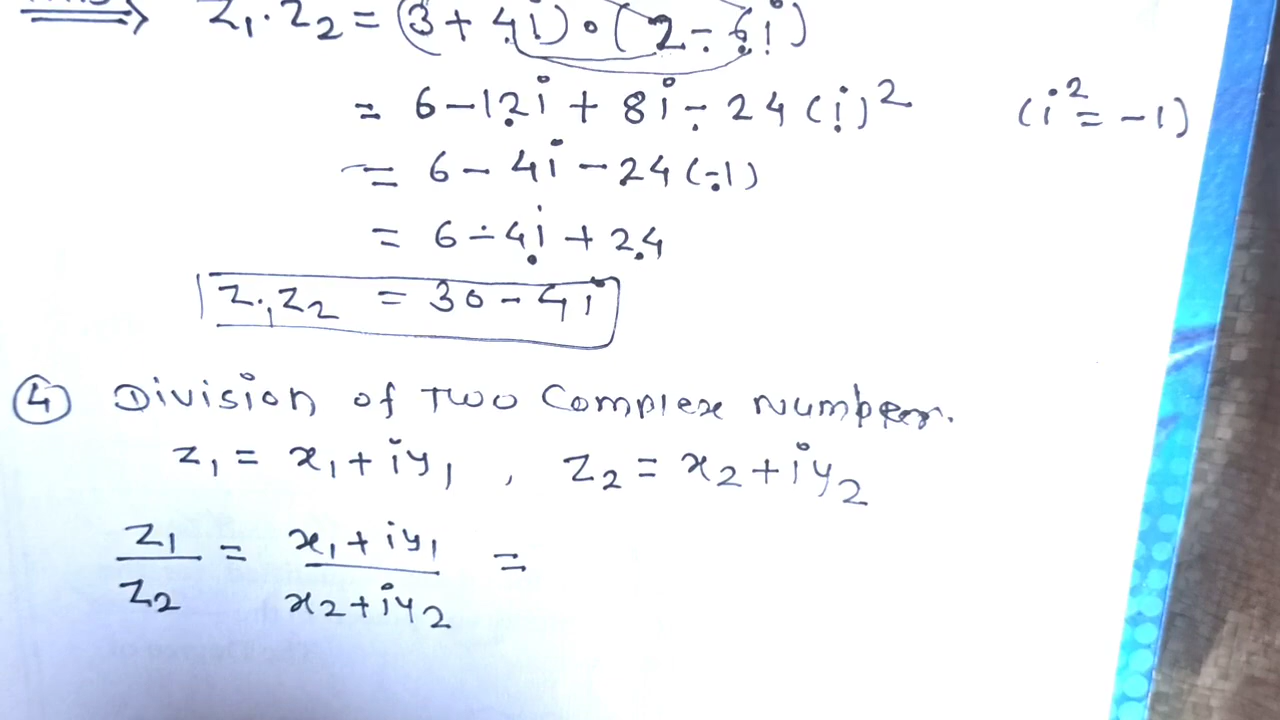 ⇒ Z₁·Z₂ = (3+4i)·(2-6i)
= 6-12i+8i-24(i)² (i²=-1)
= 6-4i-24(-1)
= 6-4i+24
Z₁Z₂ = 30-4i
④ Division of Two Complex Number.
z₁ = x₁+iy₁, z₂ = x₂+iy₂
z₁/z₂ = (x₁+iy₁)/(x₂+iy₂) =